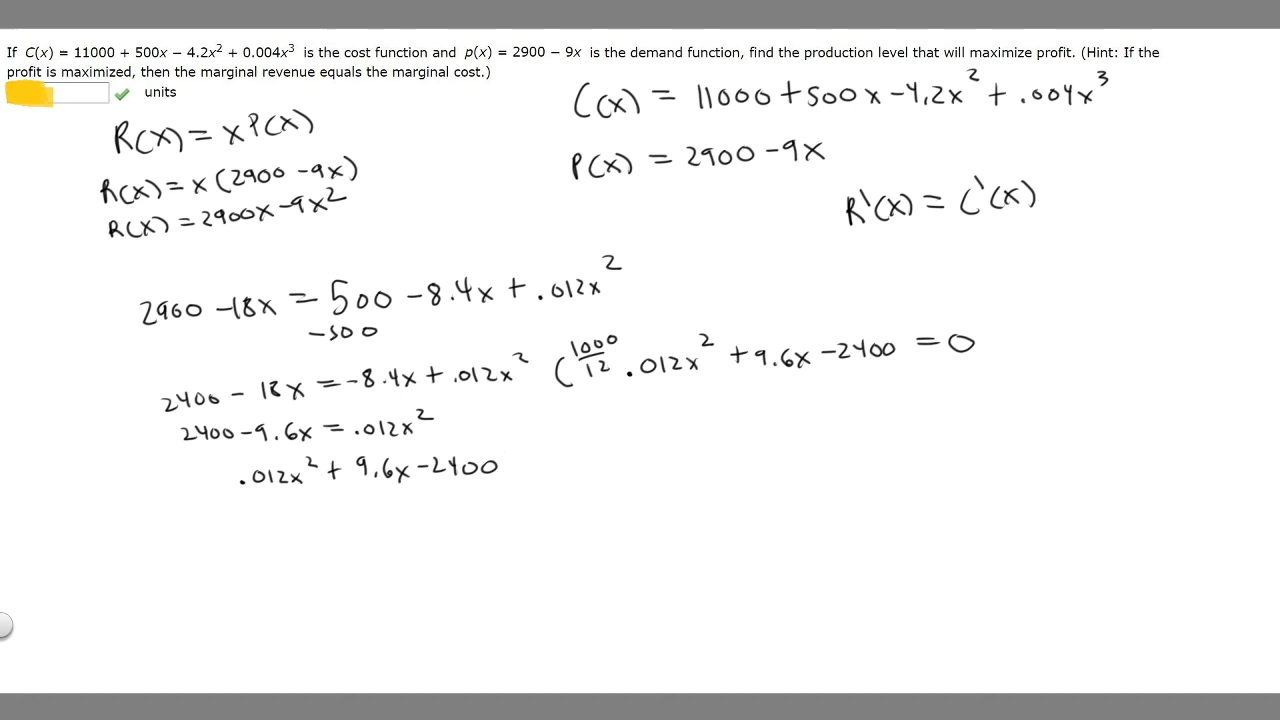 If C(x) = 11000 + 500x − 4.2x² + 0.004x³ is the cost function and p(x) = 2900 − 9x is the demand function, find the production level that will maximize profit. (Hint: If the
profit is maximized, then the marginal revenue equals the marginal cost.)
units
C(x) = 11000 + 500x - 4.2x² + .004x³
R(x) = x P(x)
P(x) = 2900 - 9x
R(x) = x (2900 - 9x)
R(x) = 2900x - 9x²
R'(x) = C'(x)
2900 - 18x = 500 - 8.4x + .012x²
-500
2400 - 18x = -8.4x + .012x²
( 1000/12 .012x² + 9.6x - 2400 = 0
2400 - 9.6x = .012x²
.012x² + 9.6x - 2400